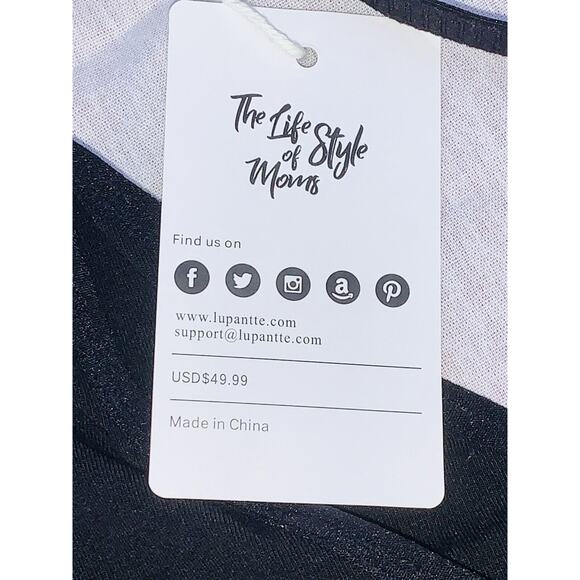 The Life Style
of
Moms
Find us on
f a p
www.lupantte.com
support@lupantte.com
USD$49.99
Made in China